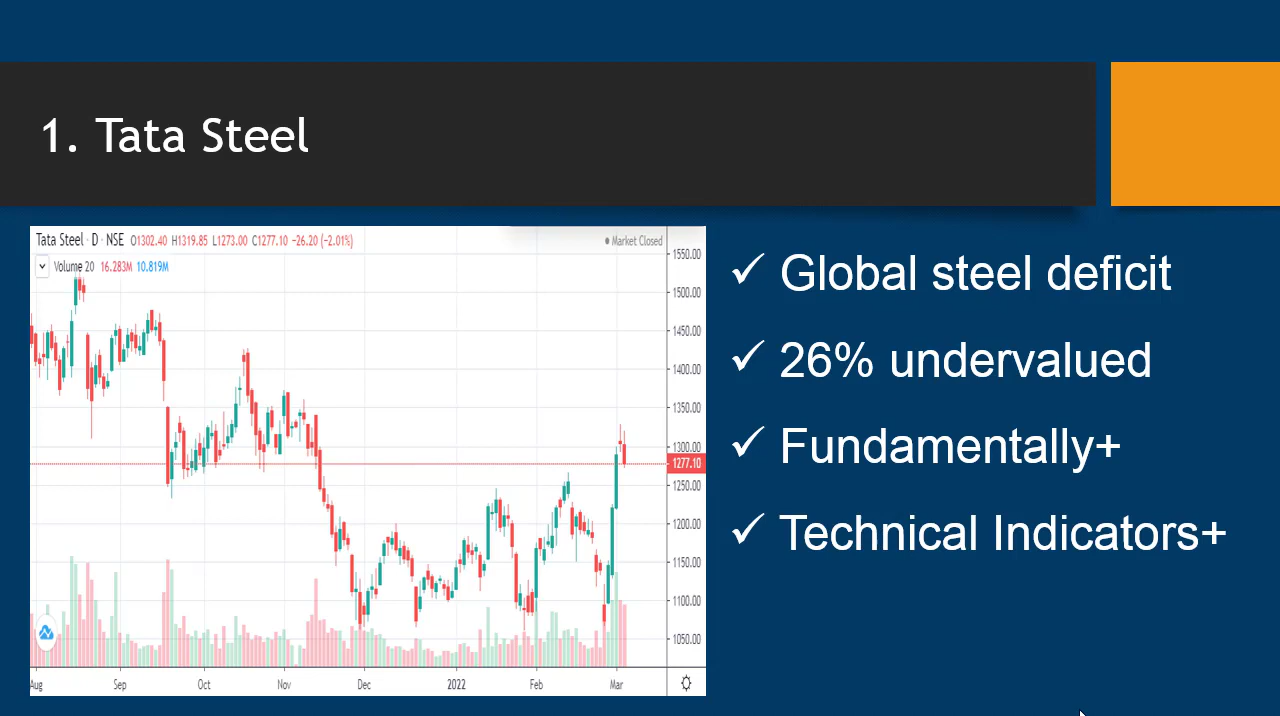 1. Tata Steel
Tata Steel · D · NSE O1302.40 H1319.85 L1273.00 C1277.10 −26.20 (−2.01%)
Market Closed
Volume 20 16.283M 10.819M
1550.00
1500.00
1450.00
1400.00
1350.00
1300.00
1277.10
1250.00
1200.00
1150.00
1100.00
1050.00
Aug Sep Oct Nov Dec 2022 Feb Mar
✓ Global steel deficit
✓ 26% undervalued
✓ Fundamentally+
✓ Technical Indicators+